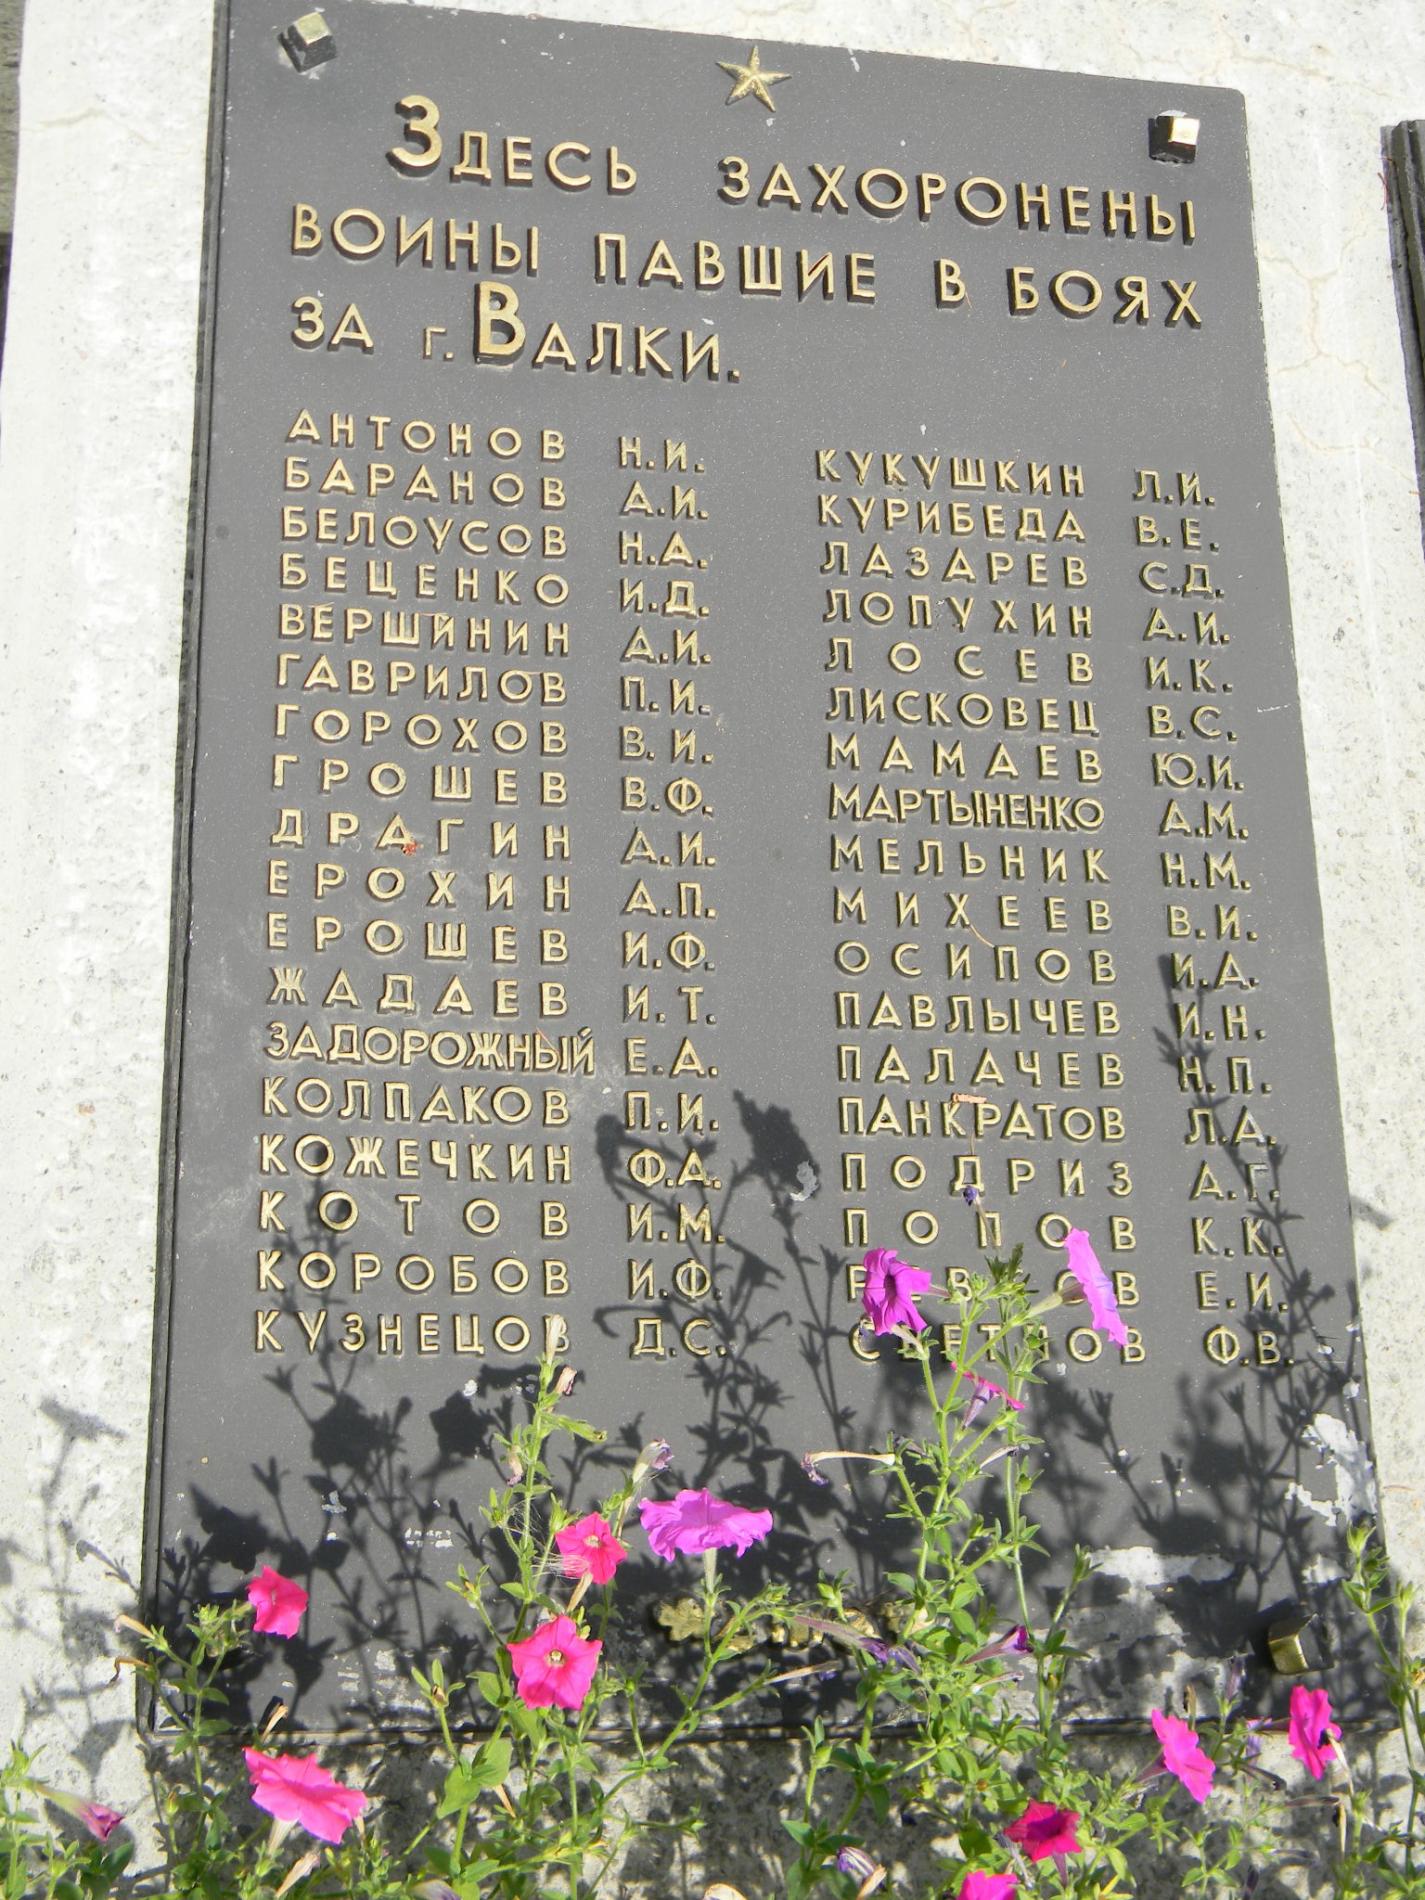 Здесь захоронены
воины павшие в боях
за г. Валки.
АНТОНОВ Н.И.
БАРАНОВ А.И.
БЕЛОУСОВ Н.А.
БЕЦЕНКО И.Д.
ВЕРШИНИН А.И.
ГАВРИЛОВ П.И.
ГОРОХОВ В.И.
ГРОШЕВ В.Ф.
ДРАГИН А.И.
ЕРОХИН А.П.
ЕРОШЕВ И.Ф.
ЖАДАЕВ И.Т.
ЗАДОРОЖНЫЙ Е.А.
КОЛПАКОВ П.И.
КОЖЕЧКИН Ф.А.
КОТОВ И.М.
КОРОБОВ И.Ф.
КУЗНЕЦОВ Д.С.
КУКУШКИН Л.И.
КУРИБЕДА В.Е.
ЛАЗАРЕВ С.Д.
ЛОПУХИН А.И.
ЛОСЕВ И.К.
ЛИСКОВЕЦ В.С.
МАМАЕВ Ю.И.
МАРТЫНЕНКО А.М.
МЕЛЬНИК Н.М.
МИХЕЕВ В.И.
ОСИПОВ И.А.
ПАВЛЫЧЕВ И.Н.
ПАЛАЧЕВ Н.П.
ПАНКРАТОВ Л.А.
ПОДРИЗ А.Г.
ПОПОВ К.К.
Е.И.
Ф.В.